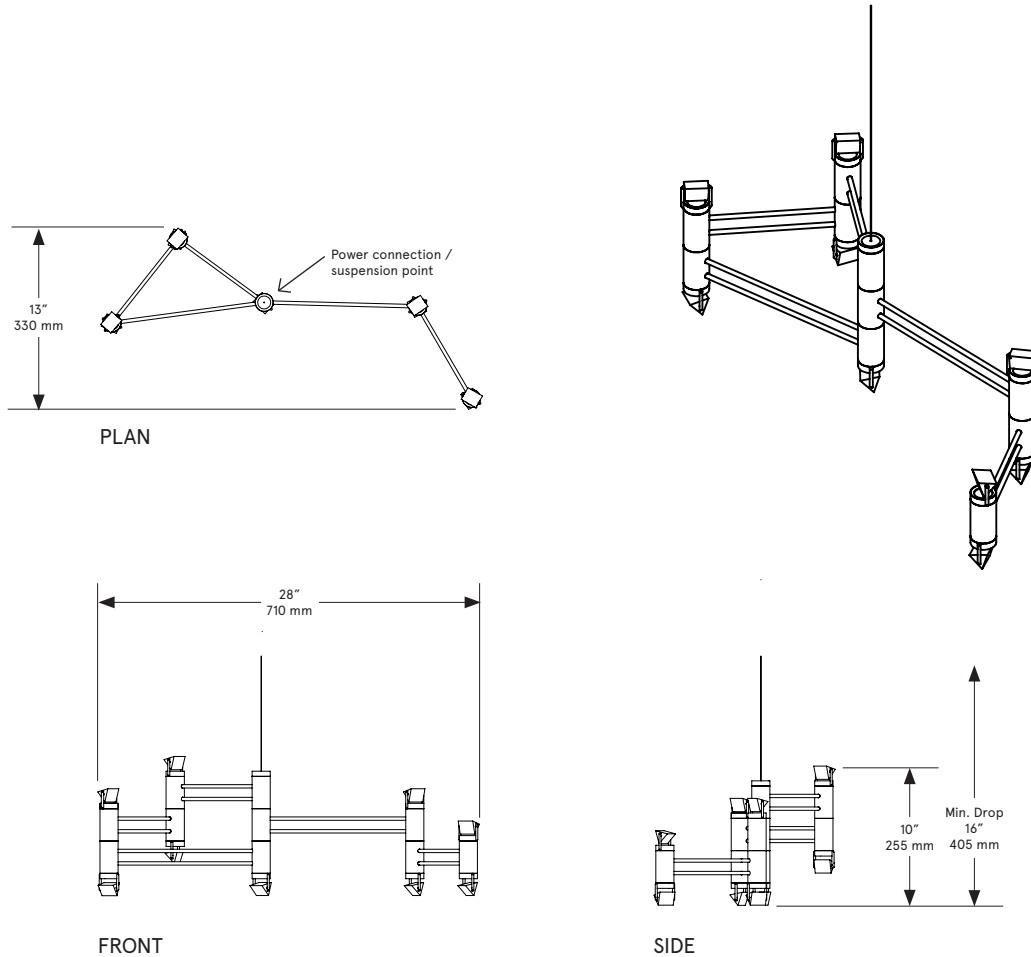 Power connection /
suspension point
13”
330 mm
PLAN
28”
710 mm
FRONT
10”
255 mm
Min. Drop
16”
405 mm
SIDE